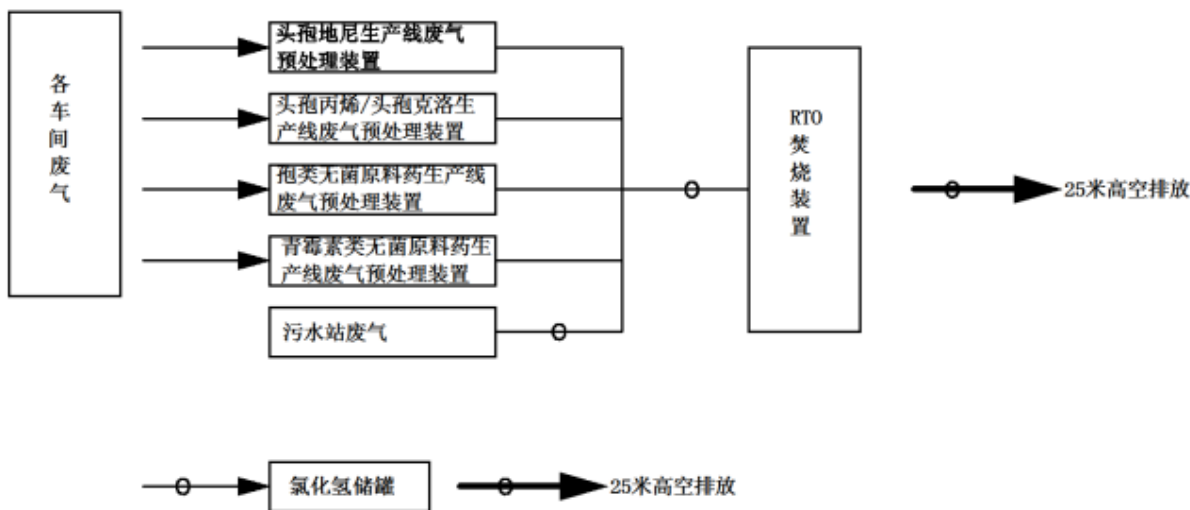 各车间废气
头孢地尼生产线废气
预处理装置
头孢丙烯/头孢克洛生
产线废气预处理装置
孢类无菌原料药生产线
废气预处理装置
青霉素类无菌原料药生
产线废气预处理装置
污水站废气
RTO
焚烧装置
25米高空排放
氯化氢储罐
25米高空排放